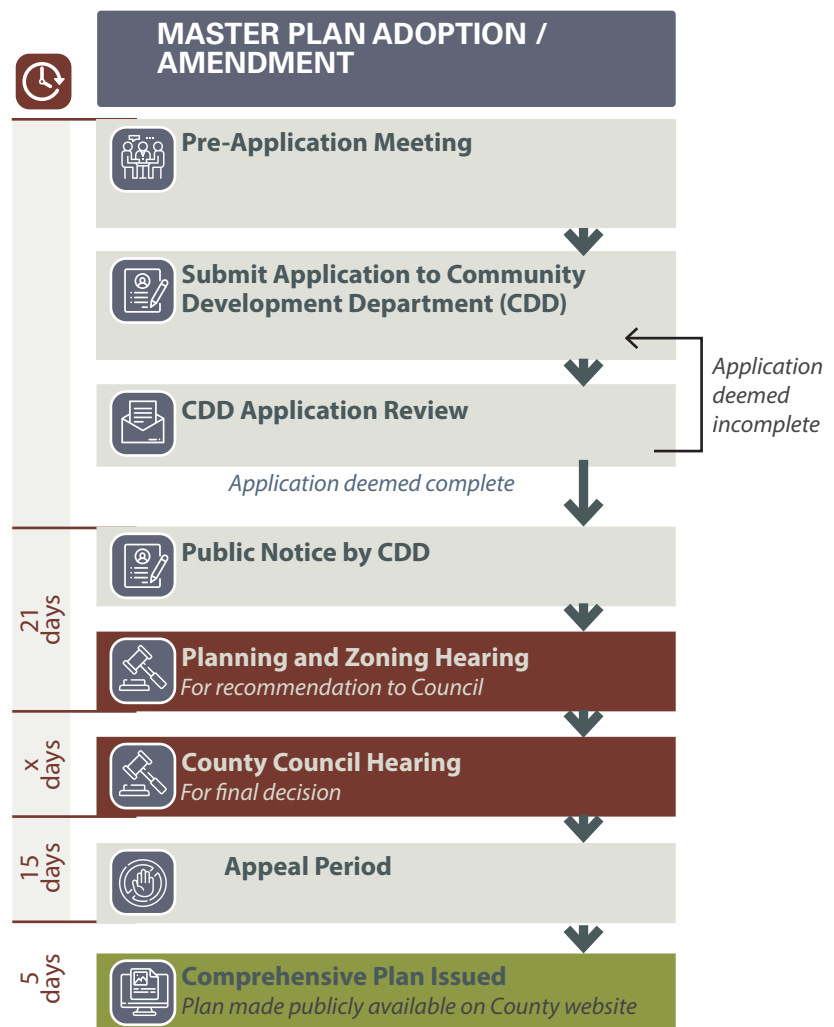 MASTER PLAN ADOPTION /
AMENDMENT
Pre-Application Meeting
Submit Application to Community
Development Department (CDD)
Application
deemed
incomplete
CDD Application Review
Application deemed complete
21
days
Public Notice by CDD
Planning and Zoning Hearing
For recommendation to Council
x
days
County Council Hearing
For final decision
15
days
Appeal Period
5
days
Comprehensive Plan Issued
Plan made publicly available on County website